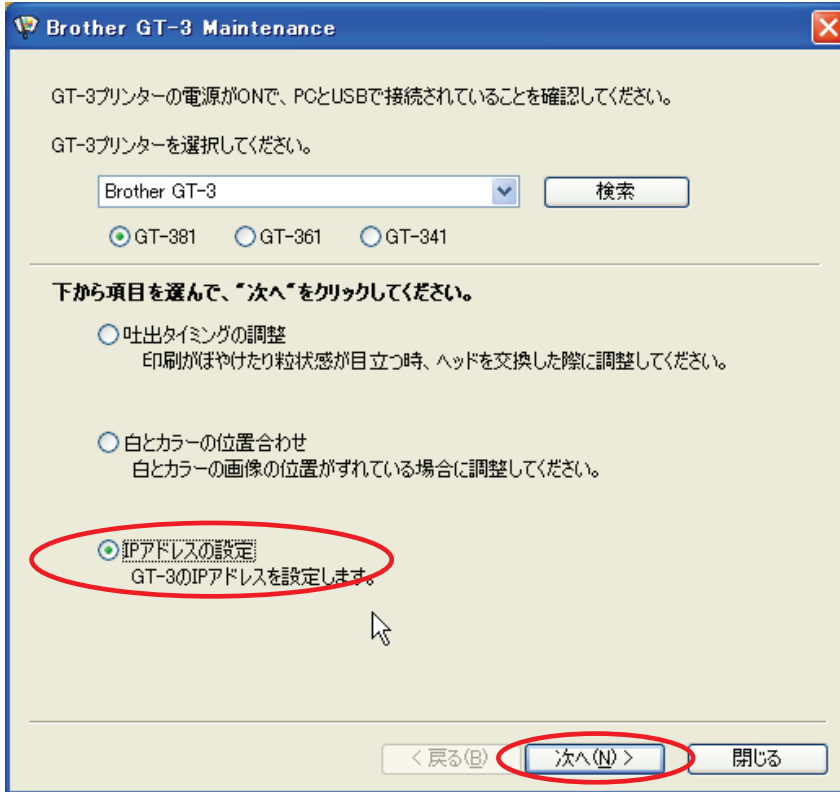 Brother GT-3 Maintenance
GT-3プリンターの電源がONで、PCとUSBで接続されていることを確認してください。
GT-3プリンターを選択してください。
Brother GT-3 検索
GT-381 GT-361 GT-341
下から項目を選んで、"次へ"をクリックしてください。
吐出タイミングの調整
印刷がぼやけたり粒状感が目立つ時、ヘッドを交換した際に調整してください。
白とカラーの位置合わせ
白とカラーの画像の位置がずれている場合に調整してください。
IPアドレスの設定
GT-3のIPアドレスを設定します。
< 戻る(B) 次へ(N) > 閉じる